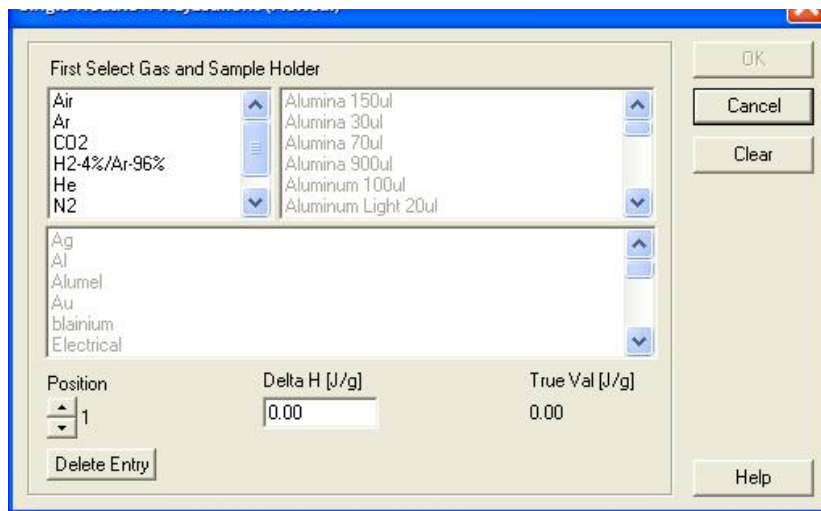 OK
First Select Gas and Sample Holder
Air
Ar
CO2
H2-4%/Ar-96%
He
N2
Alumina 150ul
Alumina 30ul
Alumina 70ul
Alumina 900ul
Aluminum 100ul
Aluminum Light 20ul
Cancel
Clear
Ag
Al
Alumel
Au
blainium
Electrical
Position
1
Delta H [J/g]
0.00
True Val [J/g]
0.00
Delete Entry
Help